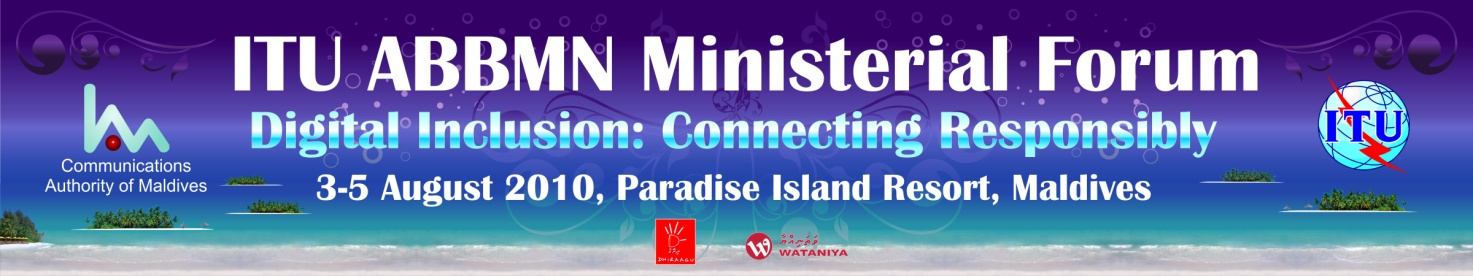 ITU ABBMN Ministerial Forum
Digital Inclusion: Connecting Responsibly
3-5 August 2010, Paradise Island Resort, Maldives
Communications
Authority of Maldives
ITU
DHIRAAGU
WATANIYA